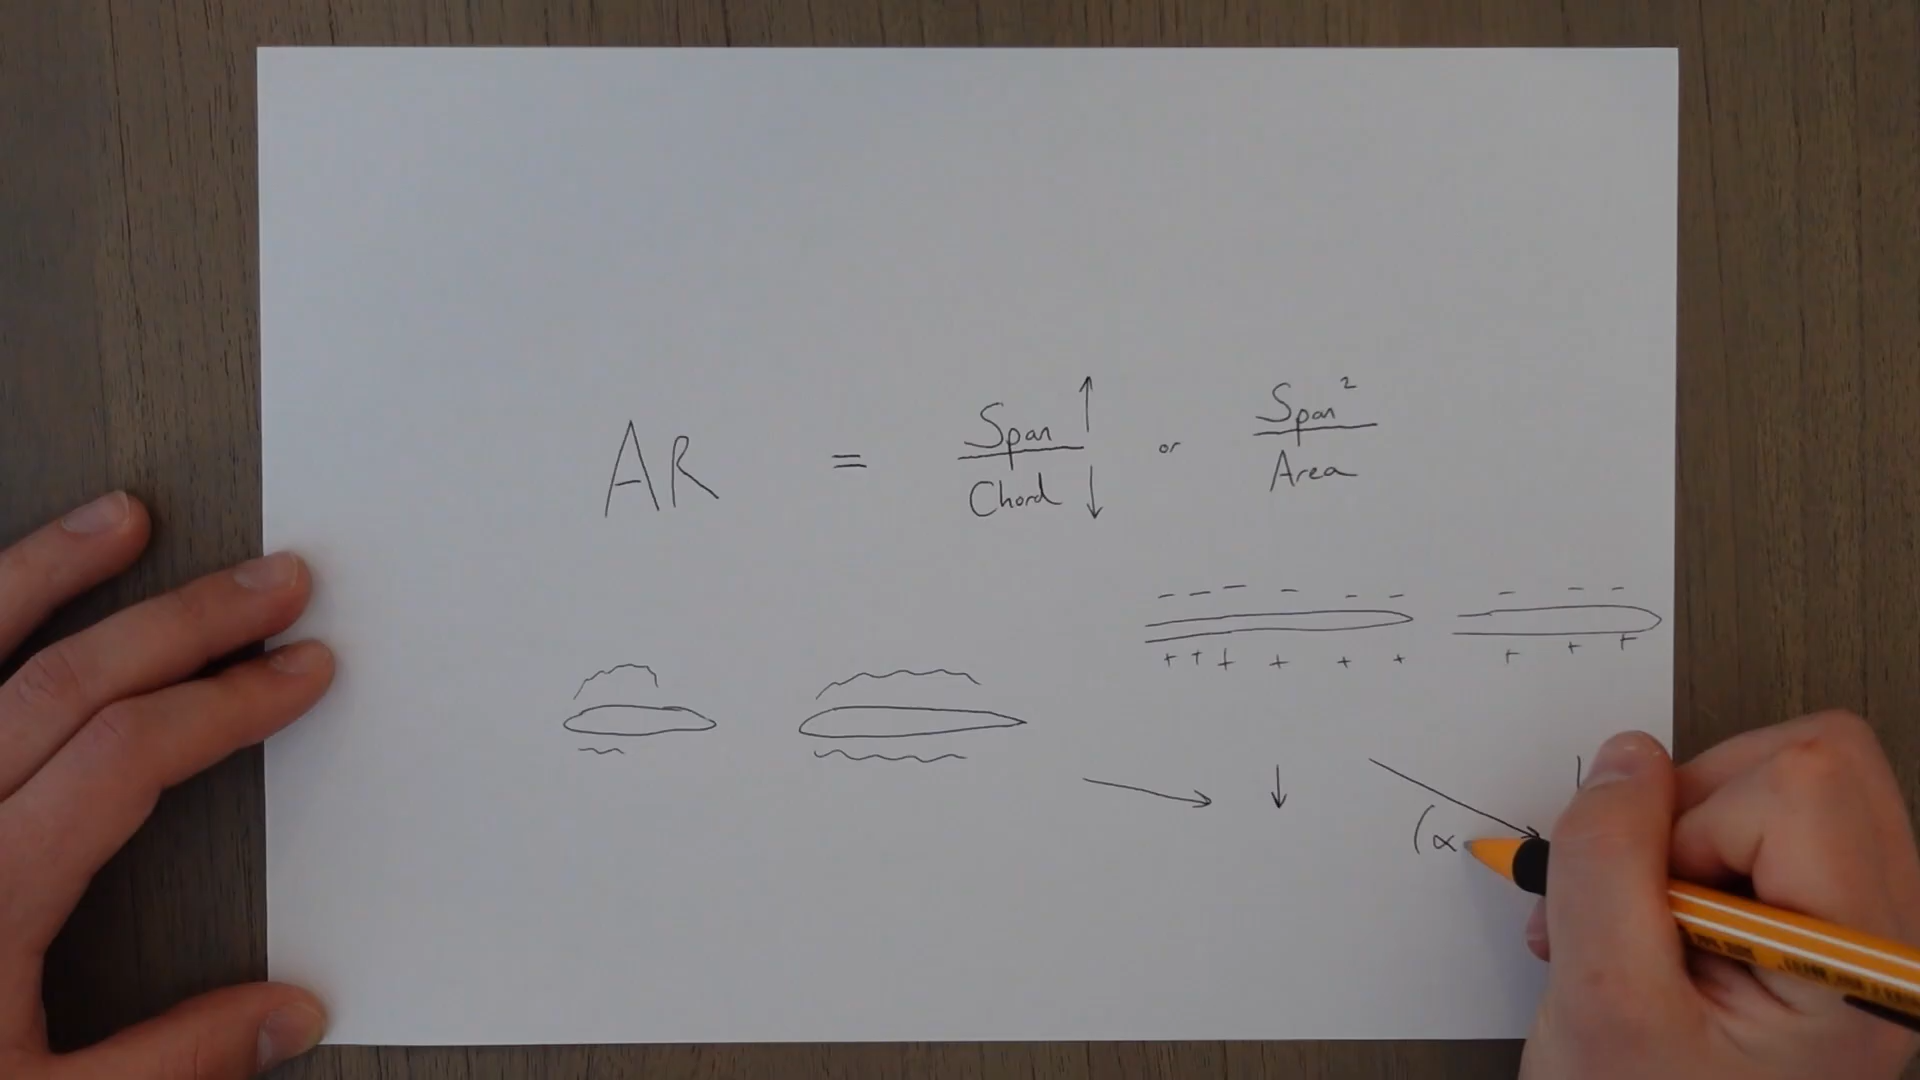 AR = Span ↑ / Chord ↓ or Span² / Area
- - - - - - - - -
+ + + + + + + + +
(α